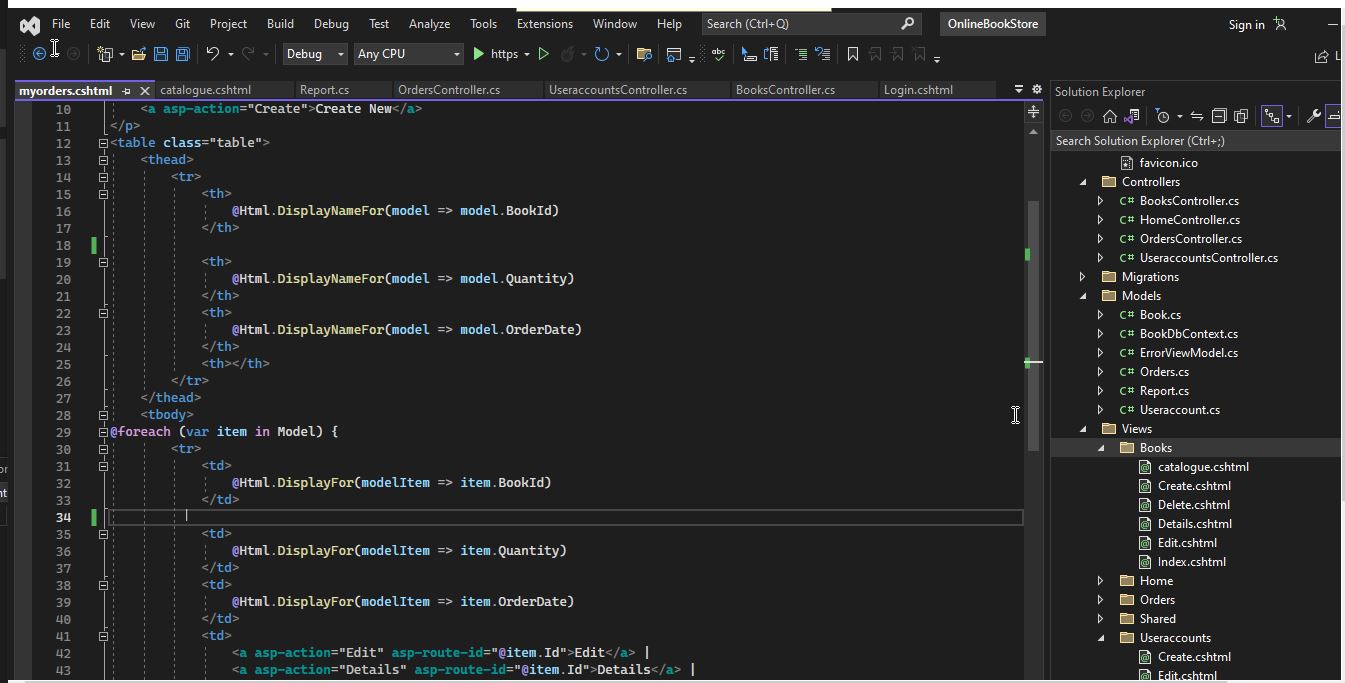 File Edit View Git Project Build Debug Test Analyze Tools Extensions Window Help Search (Ctrl+Q) OnlineBookStore Sign in
Debug Any CPU https
myorders.cshtml catalogue.cshtml Report.cs OrdersController.cs UseraccountsController.cs BooksController.cs Login.cshtml
10 <a asp-action="Create">Create New</a>
11 </p>
12 <table class="table">
13 <thead>
14 <tr>
15 <th>
16 @Html.DisplayNameFor(model => model.BookId)
17 </th>
18
19 <th>
20 @Html.DisplayNameFor(model => model.Quantity)
21 </th>
22 <th>
23 @Html.DisplayNameFor(model => model.OrderDate)
24 </th>
25 <th></th>
26 </tr>
27 </thead>
28 <tbody>
29 @foreach (var item in Model) {
30 <tr>
31 <td>
32 @Html.DisplayFor(modelItem => item.BookId)
33 </td>
34
35 <td>
36 @Html.DisplayFor(modelItem => item.Quantity)
37 </td>
38 <td>
39 @Html.DisplayFor(modelItem => item.OrderDate)
40 </td>
41 <td>
42 <a asp-action="Edit" asp-route-id="@item.Id">Edit</a> |
43 <a asp-action="Details" asp-route-id="@item.Id">Details</a> |
Solution Explorer
Search Solution Explorer (Ctrl+;)
favicon.ico
Controllers
C# BooksController.cs
C# HomeController.cs
C# OrdersController.cs
C# UseraccountsController.cs
Migrations
Models
C# Book.cs
C# BookDbContext.cs
C# ErrorViewModel.cs
C# Orders.cs
C# Report.cs
C# Useraccount.cs
Views
Books
catalogue.cshtml
Create.cshtml
Delete.cshtml
Details.cshtml
Edit.cshtml
Index.cshtml
Home
Orders
Shared
Useraccounts
Create.cshtml
Edit.cshtml